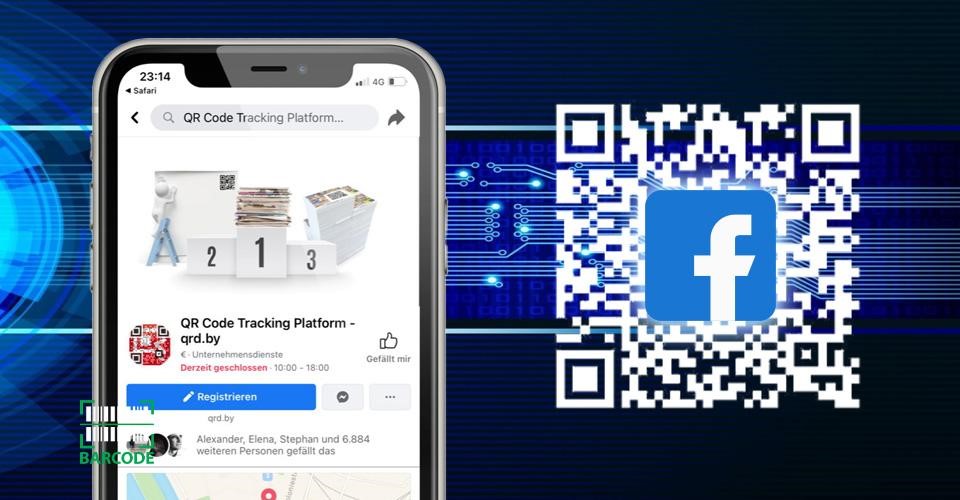 23:14
4G
Safari
QR Code Tracking Platform...
2 1 3
QR Code Tracking Platform -
qrd.by
€ · Unternehmensdienste
Gefällt mir
Derzeit geschlossen · 10:00 - 18:00
Registrieren
qrd.by
Alexander, Elena, Stephan und 6.884
weiteren Personen gefällt das
BARCODE